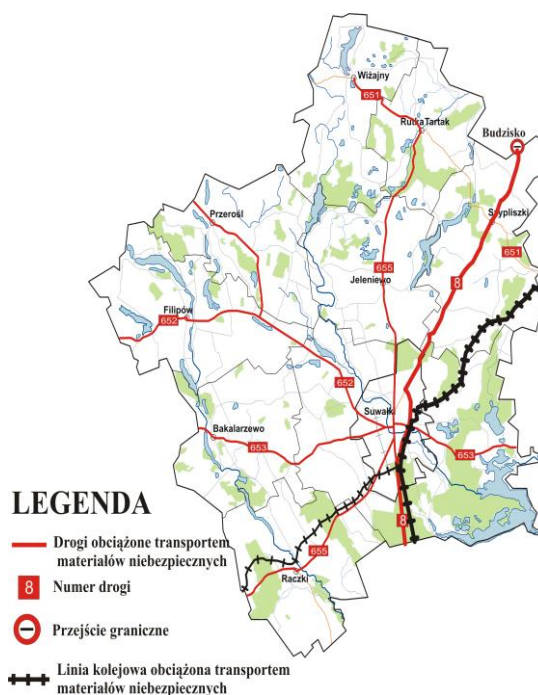 Wiżajny
651
Rutka Tartak
Budzisko
Przerośl
Szypliszki
655
651
8
Jeleniewo
Filipów
652
652
Suwałki
Bakałarzewo
653
653
8
655
Raczki
LEGENDA
Drogi obciążone transportem
materiałów niebezpiecznych
8 Numer drogi
Przejście graniczne
Linia kolejowa obciążona transportem
materiałów niebezpiecznych